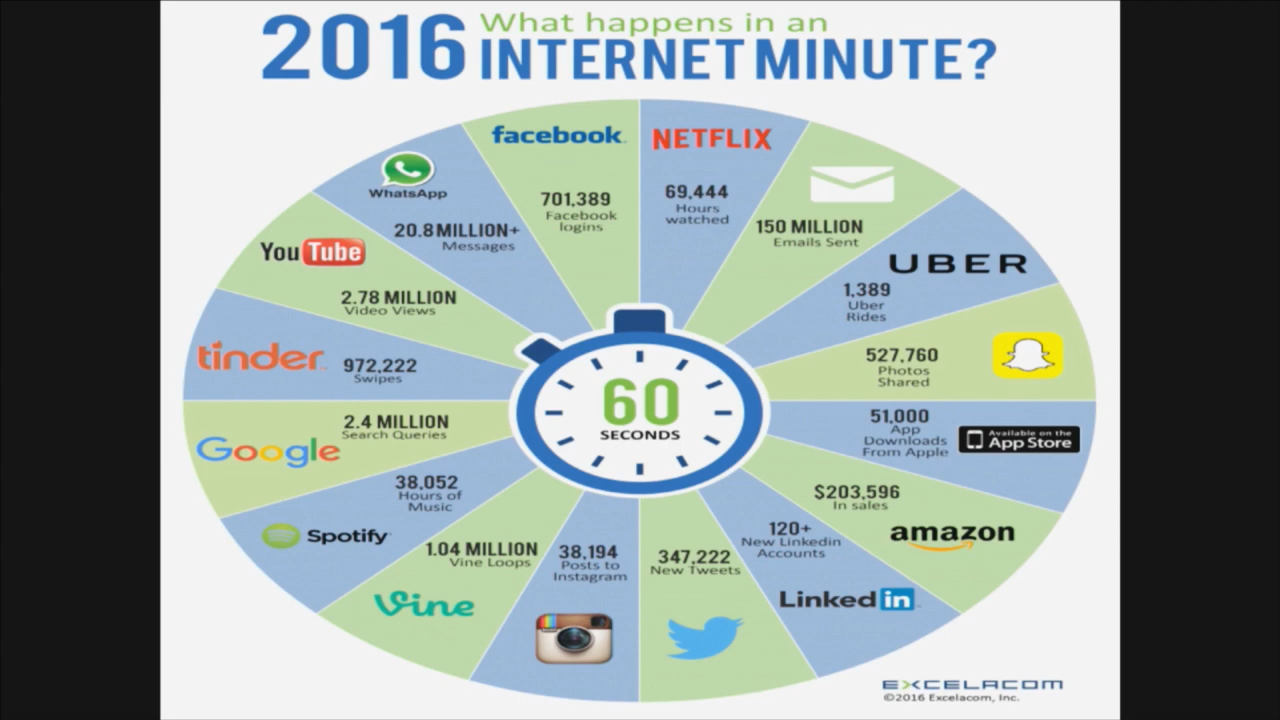 2016 What happens in an
INTERNET MINUTE?
facebook
701,389
Facebook
logins
NETFLIX
69,444
Hours
watched
150 MILLION
Emails Sent
UBER
1,389
Uber
Rides
527,760
Photos
Shared
51,000
App
Downloads
From Apple
Available on the
App Store
$203,596
In sales
amazon
120+
New Linkedin
Accounts
Linked in
347,222
New Tweets
38,194
Posts to
Instagram
1.04 MILLION
Vine Loops
Vine
38,052
Hours of
Music
Spotify
2.4 MILLION
Search Queries
Google
tinder
972,222
Swipes
YouTube
2.78 MILLION
Video Views
WhatsApp
20.8 MILLION+
Messages
60
SECONDS
EXCELACOM
©2016 Excelacom, Inc.